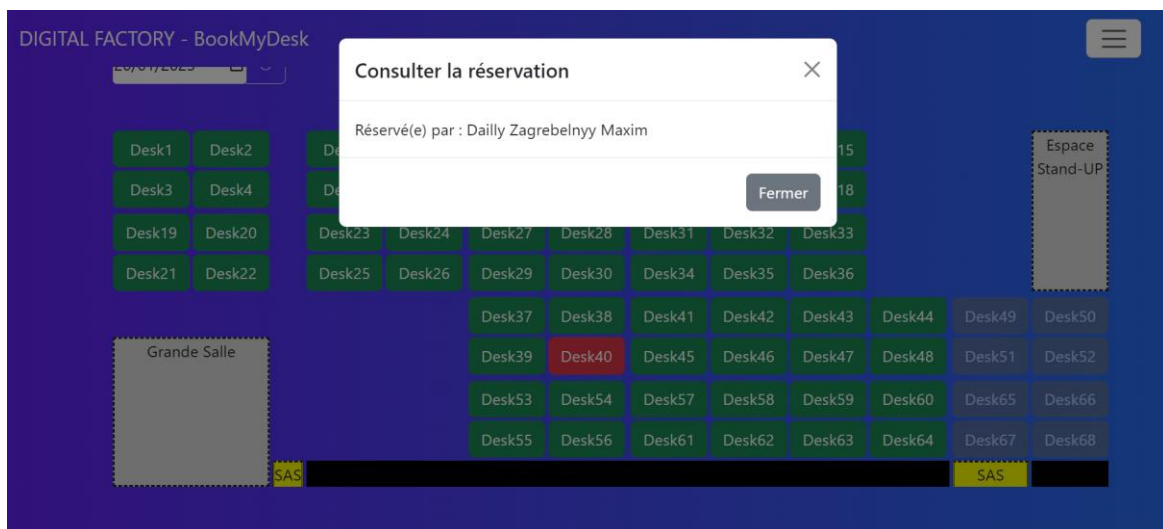 DIGITAL FACTORY - BookMyDesk
Consulter la réservation
Réservé(e) par : Dailly Zagrebelnyy Maxim
Fermer
Desk1 Desk2 15 Espace
Stand-UP
Desk3 Desk4 18
Desk19 Desk20 Desk23 Desk24 Desk27 Desk28 Desk31 Desk32 Desk33
Desk21 Desk22 Desk25 Desk26 Desk29 Desk30 Desk34 Desk35 Desk36
Desk37 Desk38 Desk41 Desk42 Desk43 Desk44 Desk49 Desk50
Grande Salle Desk39 Desk40 Desk45 Desk46 Desk47 Desk48 Desk51 Desk52
Desk53 Desk54 Desk57 Desk58 Desk59 Desk60 Desk65 Desk66
Desk55 Desk56 Desk61 Desk62 Desk63 Desk64 Desk67 Desk68
SAS SAS